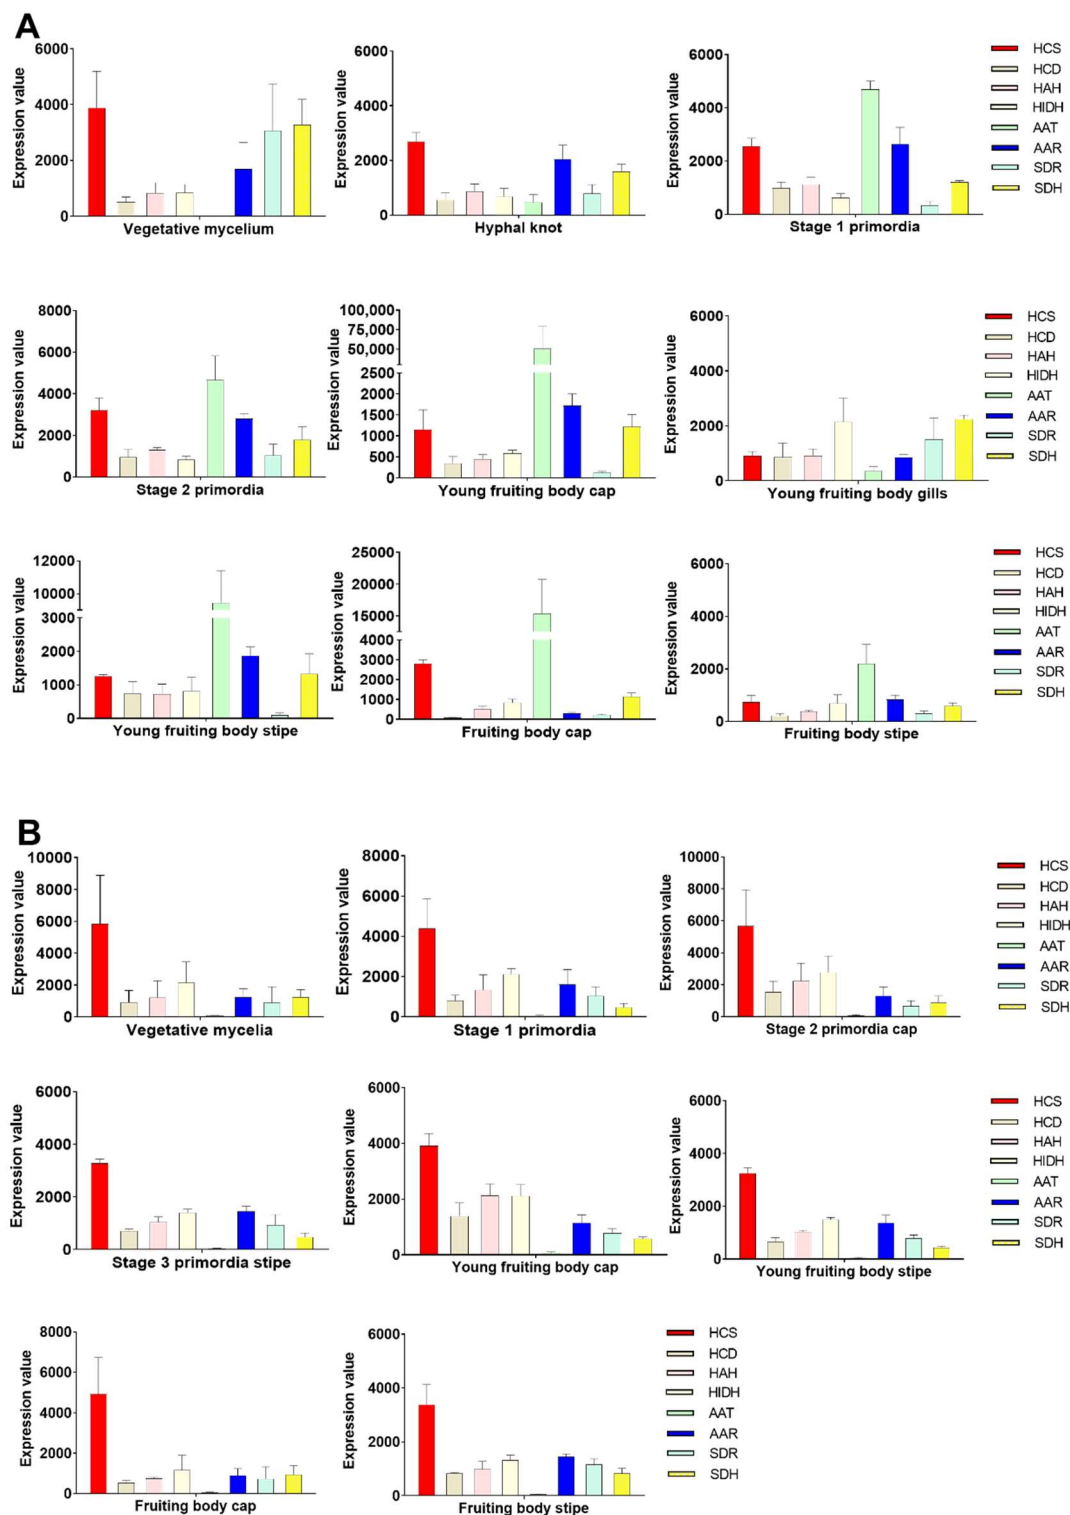 A
Expression value
6000
4000
2000
0
Vegetative mycelium
Expression value
6000
4000
2000
0
Hyphal knot
Expression value
6000
4000
2000
0
Stage 1 primordia
HCS
HCD
HAH
HIDH
AAT
AAR
SDR
SDH
Expression value
8000
6000
4000
2000
0
Stage 2 primordia
Expression value
100,000
75,000
50,000
2500
2000
1500
1000
500
0
Young fruiting body cap
Expression value
6000
4000
2000
0
Young fruiting body gills
HCS
HCD
HAH
HIDH
AAT
AAR
SDR
SDH
Expression value
12000
10000
3000
2000
1000
0
Young fruiting body stipe
Expression value
25000
20000
15000
4000
3000
2000
1000
0
Fruiting body cap
Expression value
6000
4000
2000
0
Fruiting body stipe
HCS
HCD
HAH
HIDH
AAT
AAR
SDR
SDH
B
Expression value
10000
8000
6000
4000
2000
0
Vegetative mycelia
Expression value
8000
6000
4000
2000
0
Stage 1 primordia
Expression value
10000
8000
6000
4000
2000
0
Stage 2 primordia cap
HCS
HCD
HAH
HIDH
AAT
AAR
SDR
SDH
Expression value
6000
4000
2000
0
Stage 3 primordia stipe
Expression value
6000
4000
2000
0
Young fruiting body cap
Expression value
6000
4000
2000
0
Young fruiting body stipe
HCS
HCD
HAH
HIDH
AAT
AAR
SDR
SDH
Expression value
8000
6000
4000
2000
0
Fruiting body cap
Expression value
6000
4000
2000
0
Fruiting body stipe
HCS
HCD
HAH
HIDH
AAT
AAR
SDR
SDH